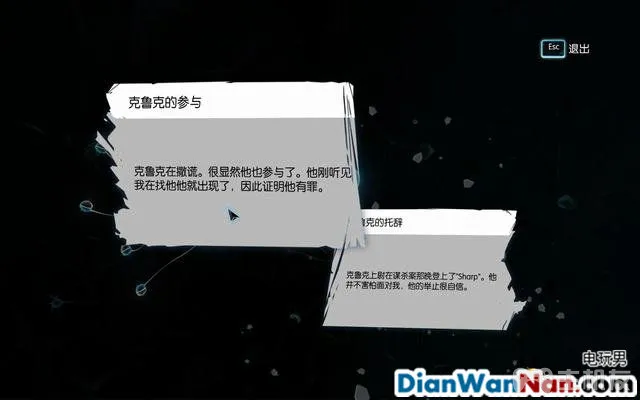 Esc 退出
克鲁克的参与
克鲁克在撒谎。很显然他也参与了。他刚听见
我在找他他就出现了，因此证明他有罪。
克的托辞
克鲁克上尉在谋杀案那晚登上了“Sharp”。他
并不害怕面对我，他的举止很自信。
电玩男
DianWanNan.com